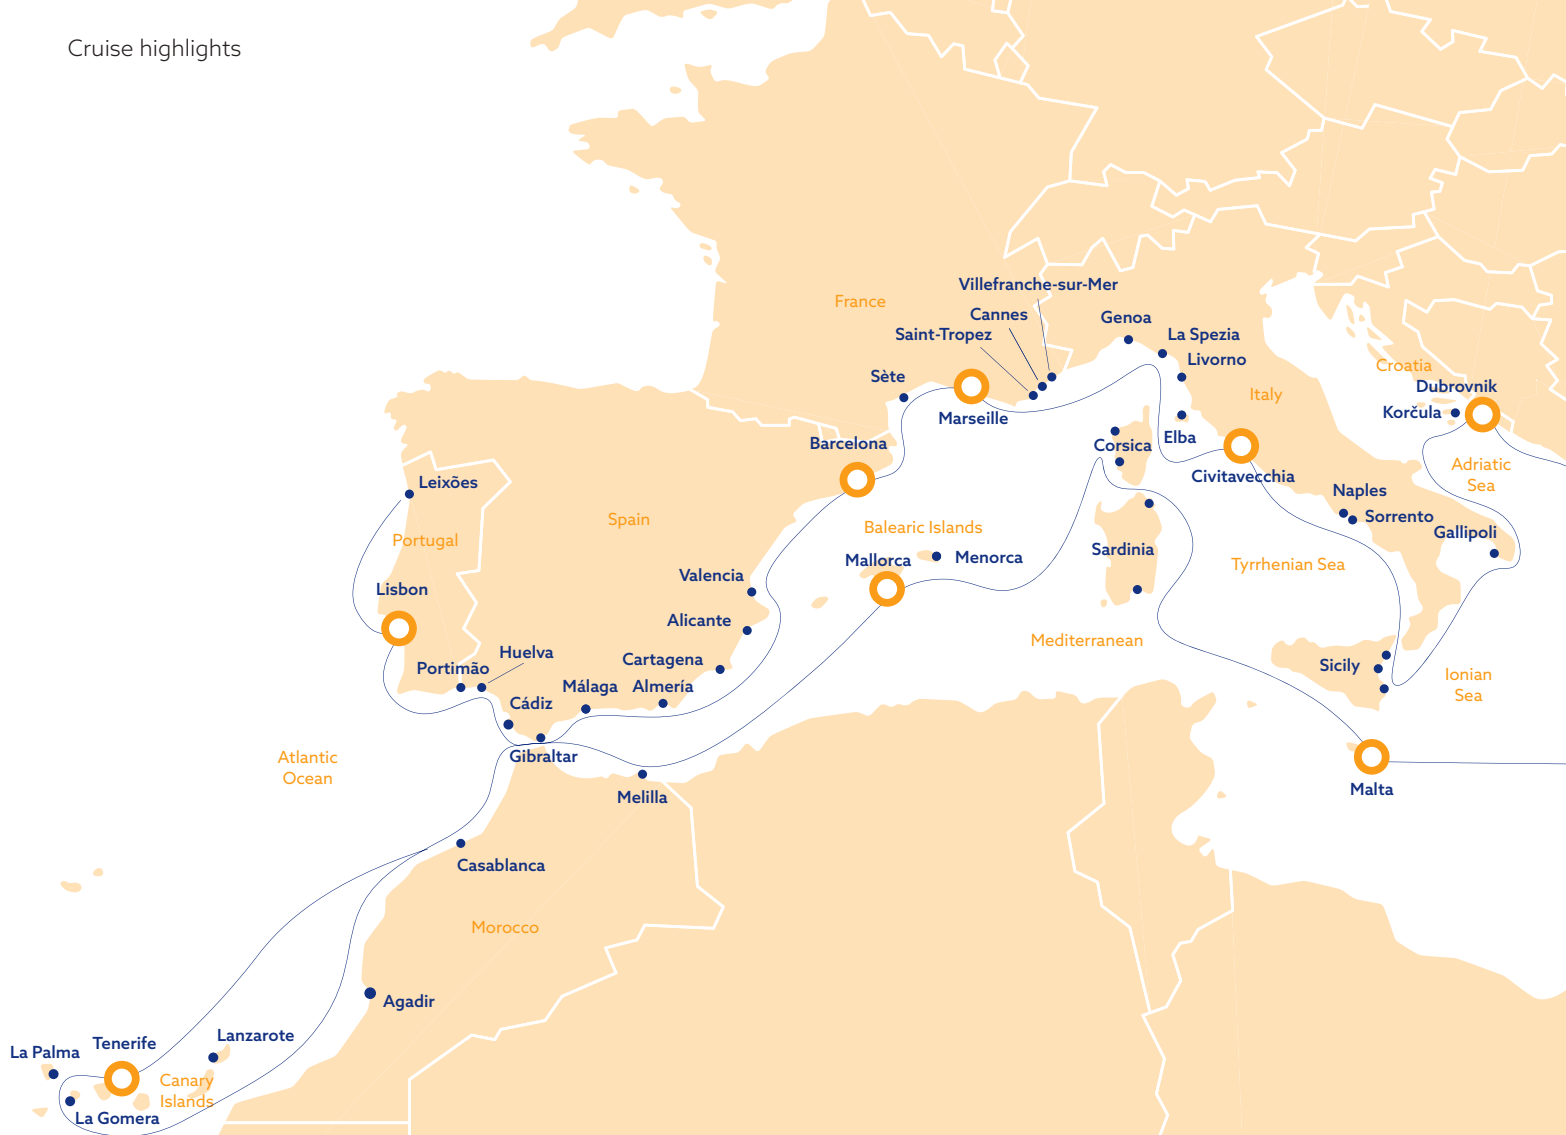 Cruise highlights
Villefranche-sur-Mer
France
Cannes
Genoa
Saint-Tropez
La Spezia
Livorno
Croatia
Sète
Dubrovnik
Italy
Korčula
Marseille
Barcelona
Corsica
Elba
Adriatic
Sea
Civitavecchia
Leixões
Naples
Sorrento
Spain
Balearic Islands
Gallipoli
Portugal
Sardinia
Mallorca
Menorca
Tyrrhenian Sea
Valencia
Lisbon
Alicante
Mediterranean
Huelva
Cartagena
Portimão
Sicily
Ionian
Sea
Málaga
Almería
Cádiz
Atlantic
Ocean
Gibraltar
Malta
Melilla
Casablanca
Morocco
Agadir
Lanzarote
Tenerife
La Palma
Canary
Islands
La Gomera